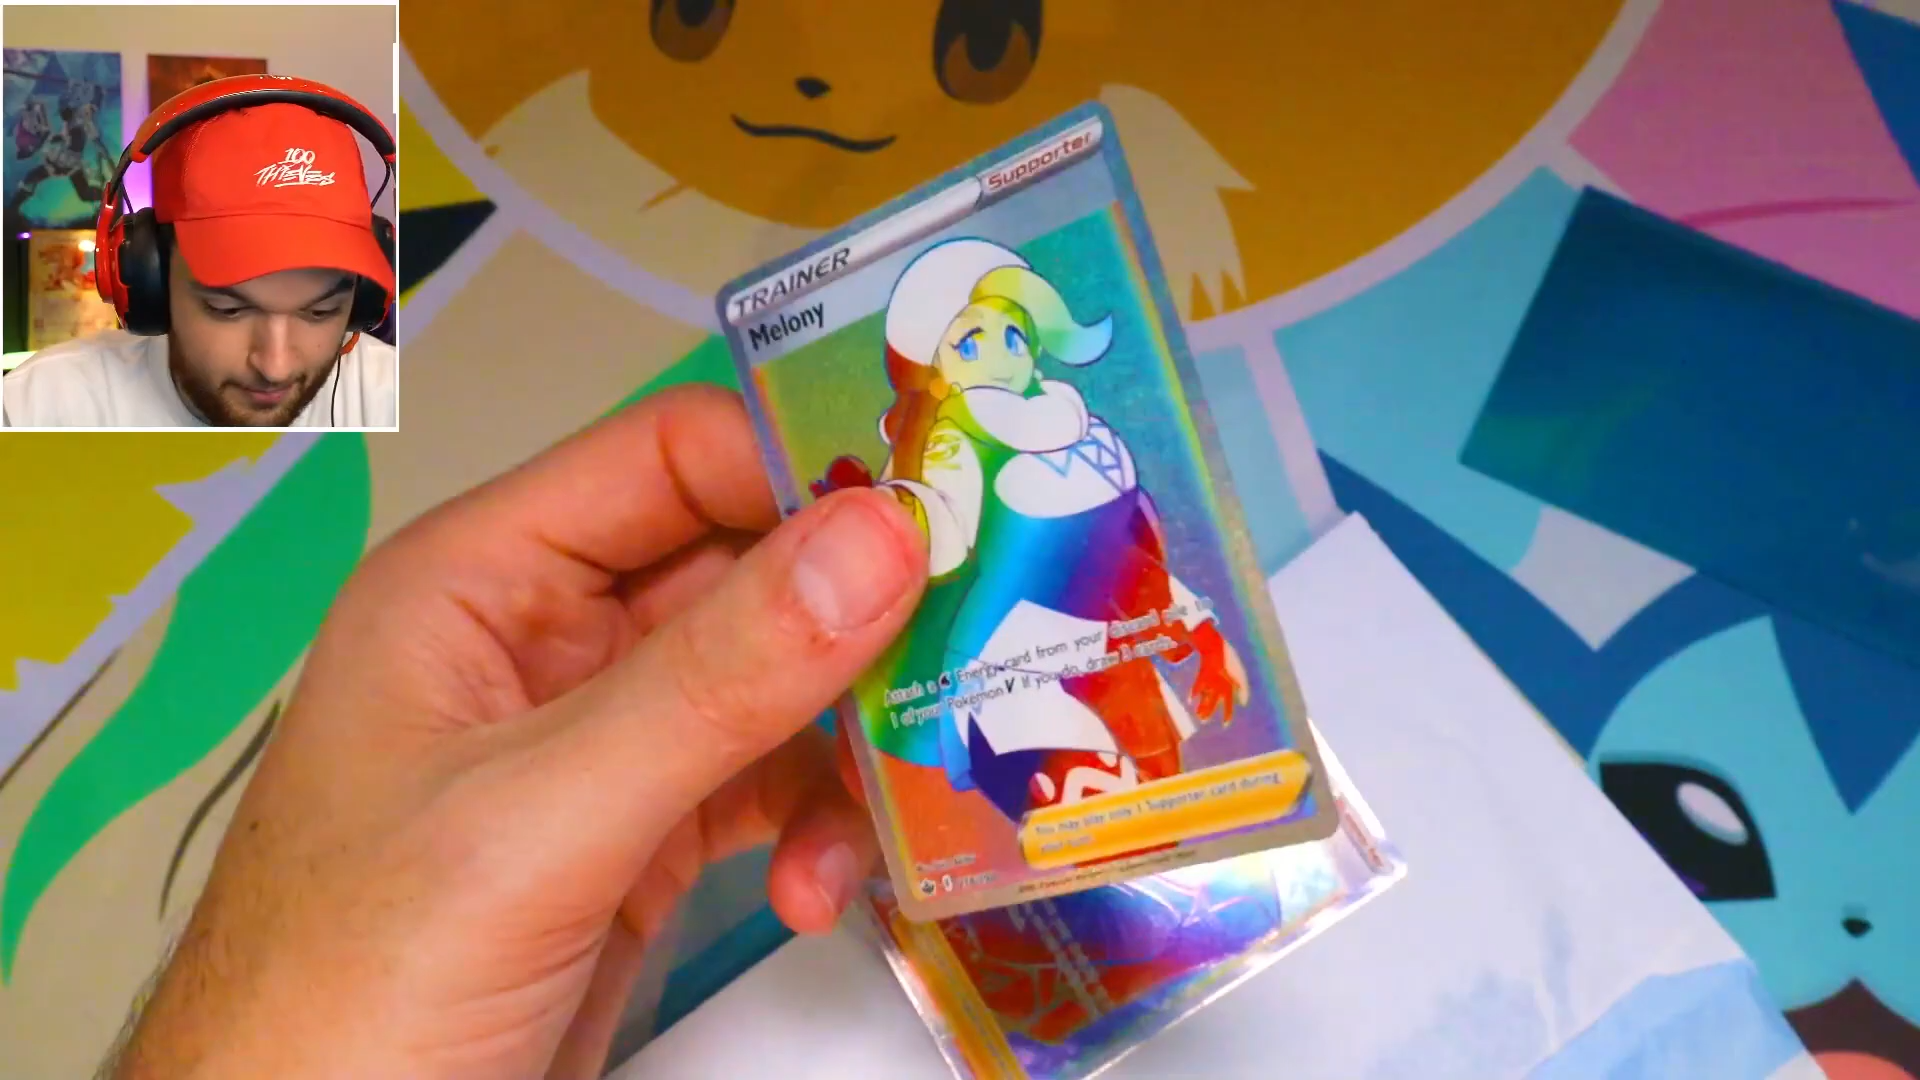 100
THIEVES
Supporter
TRAINER
Melony
Attach a Energy card from your discard pile to
1 of your Pokémon V. If you do, draw 3 cards.
You may play only 1 Supporter card during
your turn.